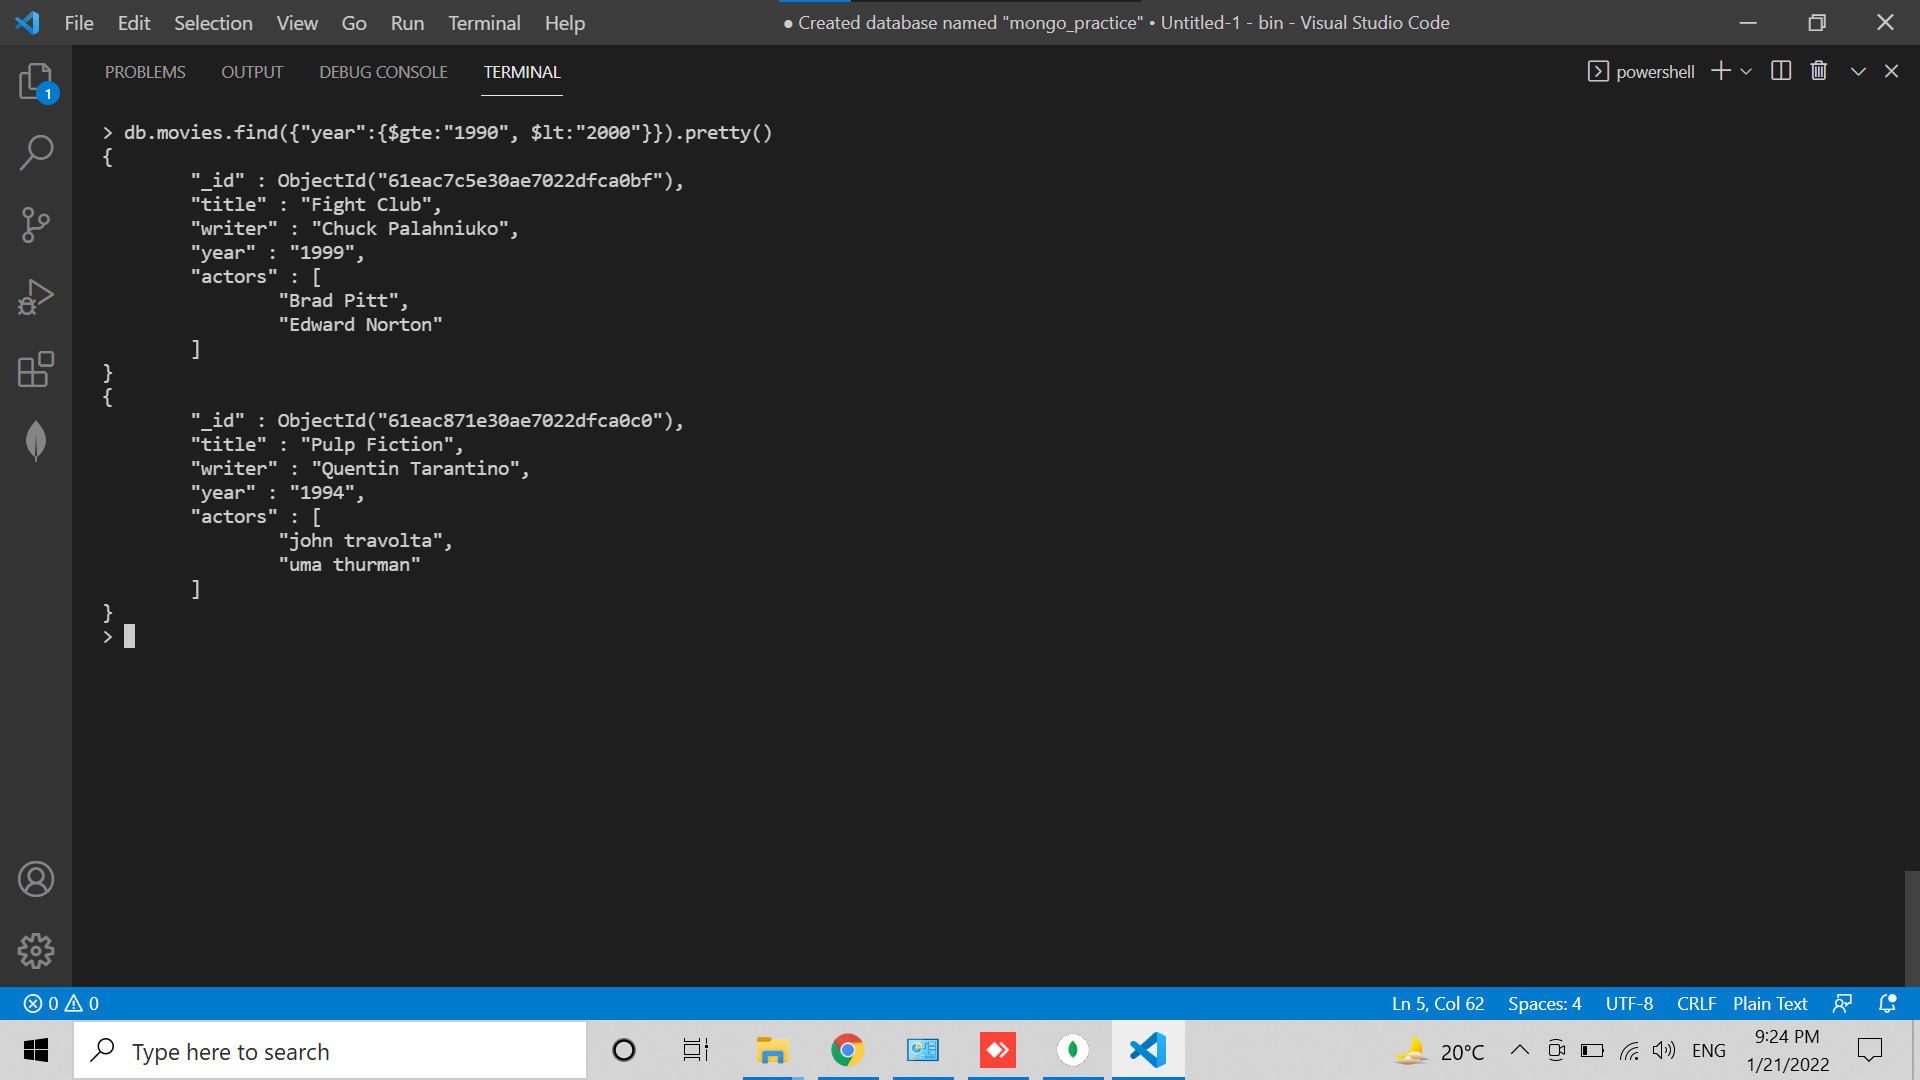 File Edit Selection View Go Run Terminal Help
● Created database named "mongo_practice" • Untitled-1 - bin - Visual Studio Code
PROBLEMS OUTPUT DEBUG CONSOLE TERMINAL
powershell
1
> db.movies.find({"year":{$gte:"1990", $lt:"2000"}}).pretty()
{
"_id" : ObjectId("61eac7c5e30ae7022dfca0bf"),
"title" : "Fight Club",
"writer" : "Chuck Palahniuko",
"year" : "1999",
"actors" : [
"Brad Pitt",
"Edward Norton"
]
}
{
"_id" : ObjectId("61eac871e30ae7022dfca0c0"),
"title" : "Pulp Fiction",
"writer" : "Quentin Tarantino",
"year" : "1994",
"actors" : [
"john travolta",
"uma thurman"
]
}
>
0 0
Ln 5, Col 62 Spaces: 4 UTF-8 CRLF Plain Text
Type here to search
20°C
ENG
9:24 PM
1/21/2022